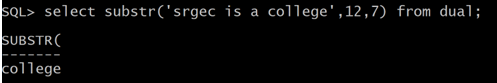 SQL> select substr('srgec is a college',12,7) from dual;
SUBSTR(
-------
college